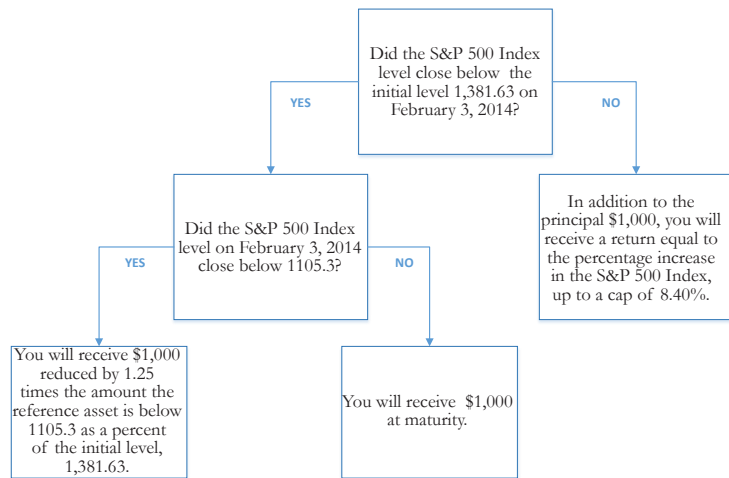 Did the S&P 500 Index
level close below the
initial level 1,381.63 on
February 3, 2014?
YES
NO
Did the S&P 500 Index
level on February 3, 2014
close below 1105.3?
In addition to the
principal $1,000, you will
receive a return equal to
the percentage increase
in the S&P 500 Index,
up to a cap of 8.40%.
YES
NO
You will receive $1,000
reduced by 1.25
times the amount the
reference asset is below
1105.3 as a percent
of the initial level,
1,381.63.
You will receive $1,000
at maturity.